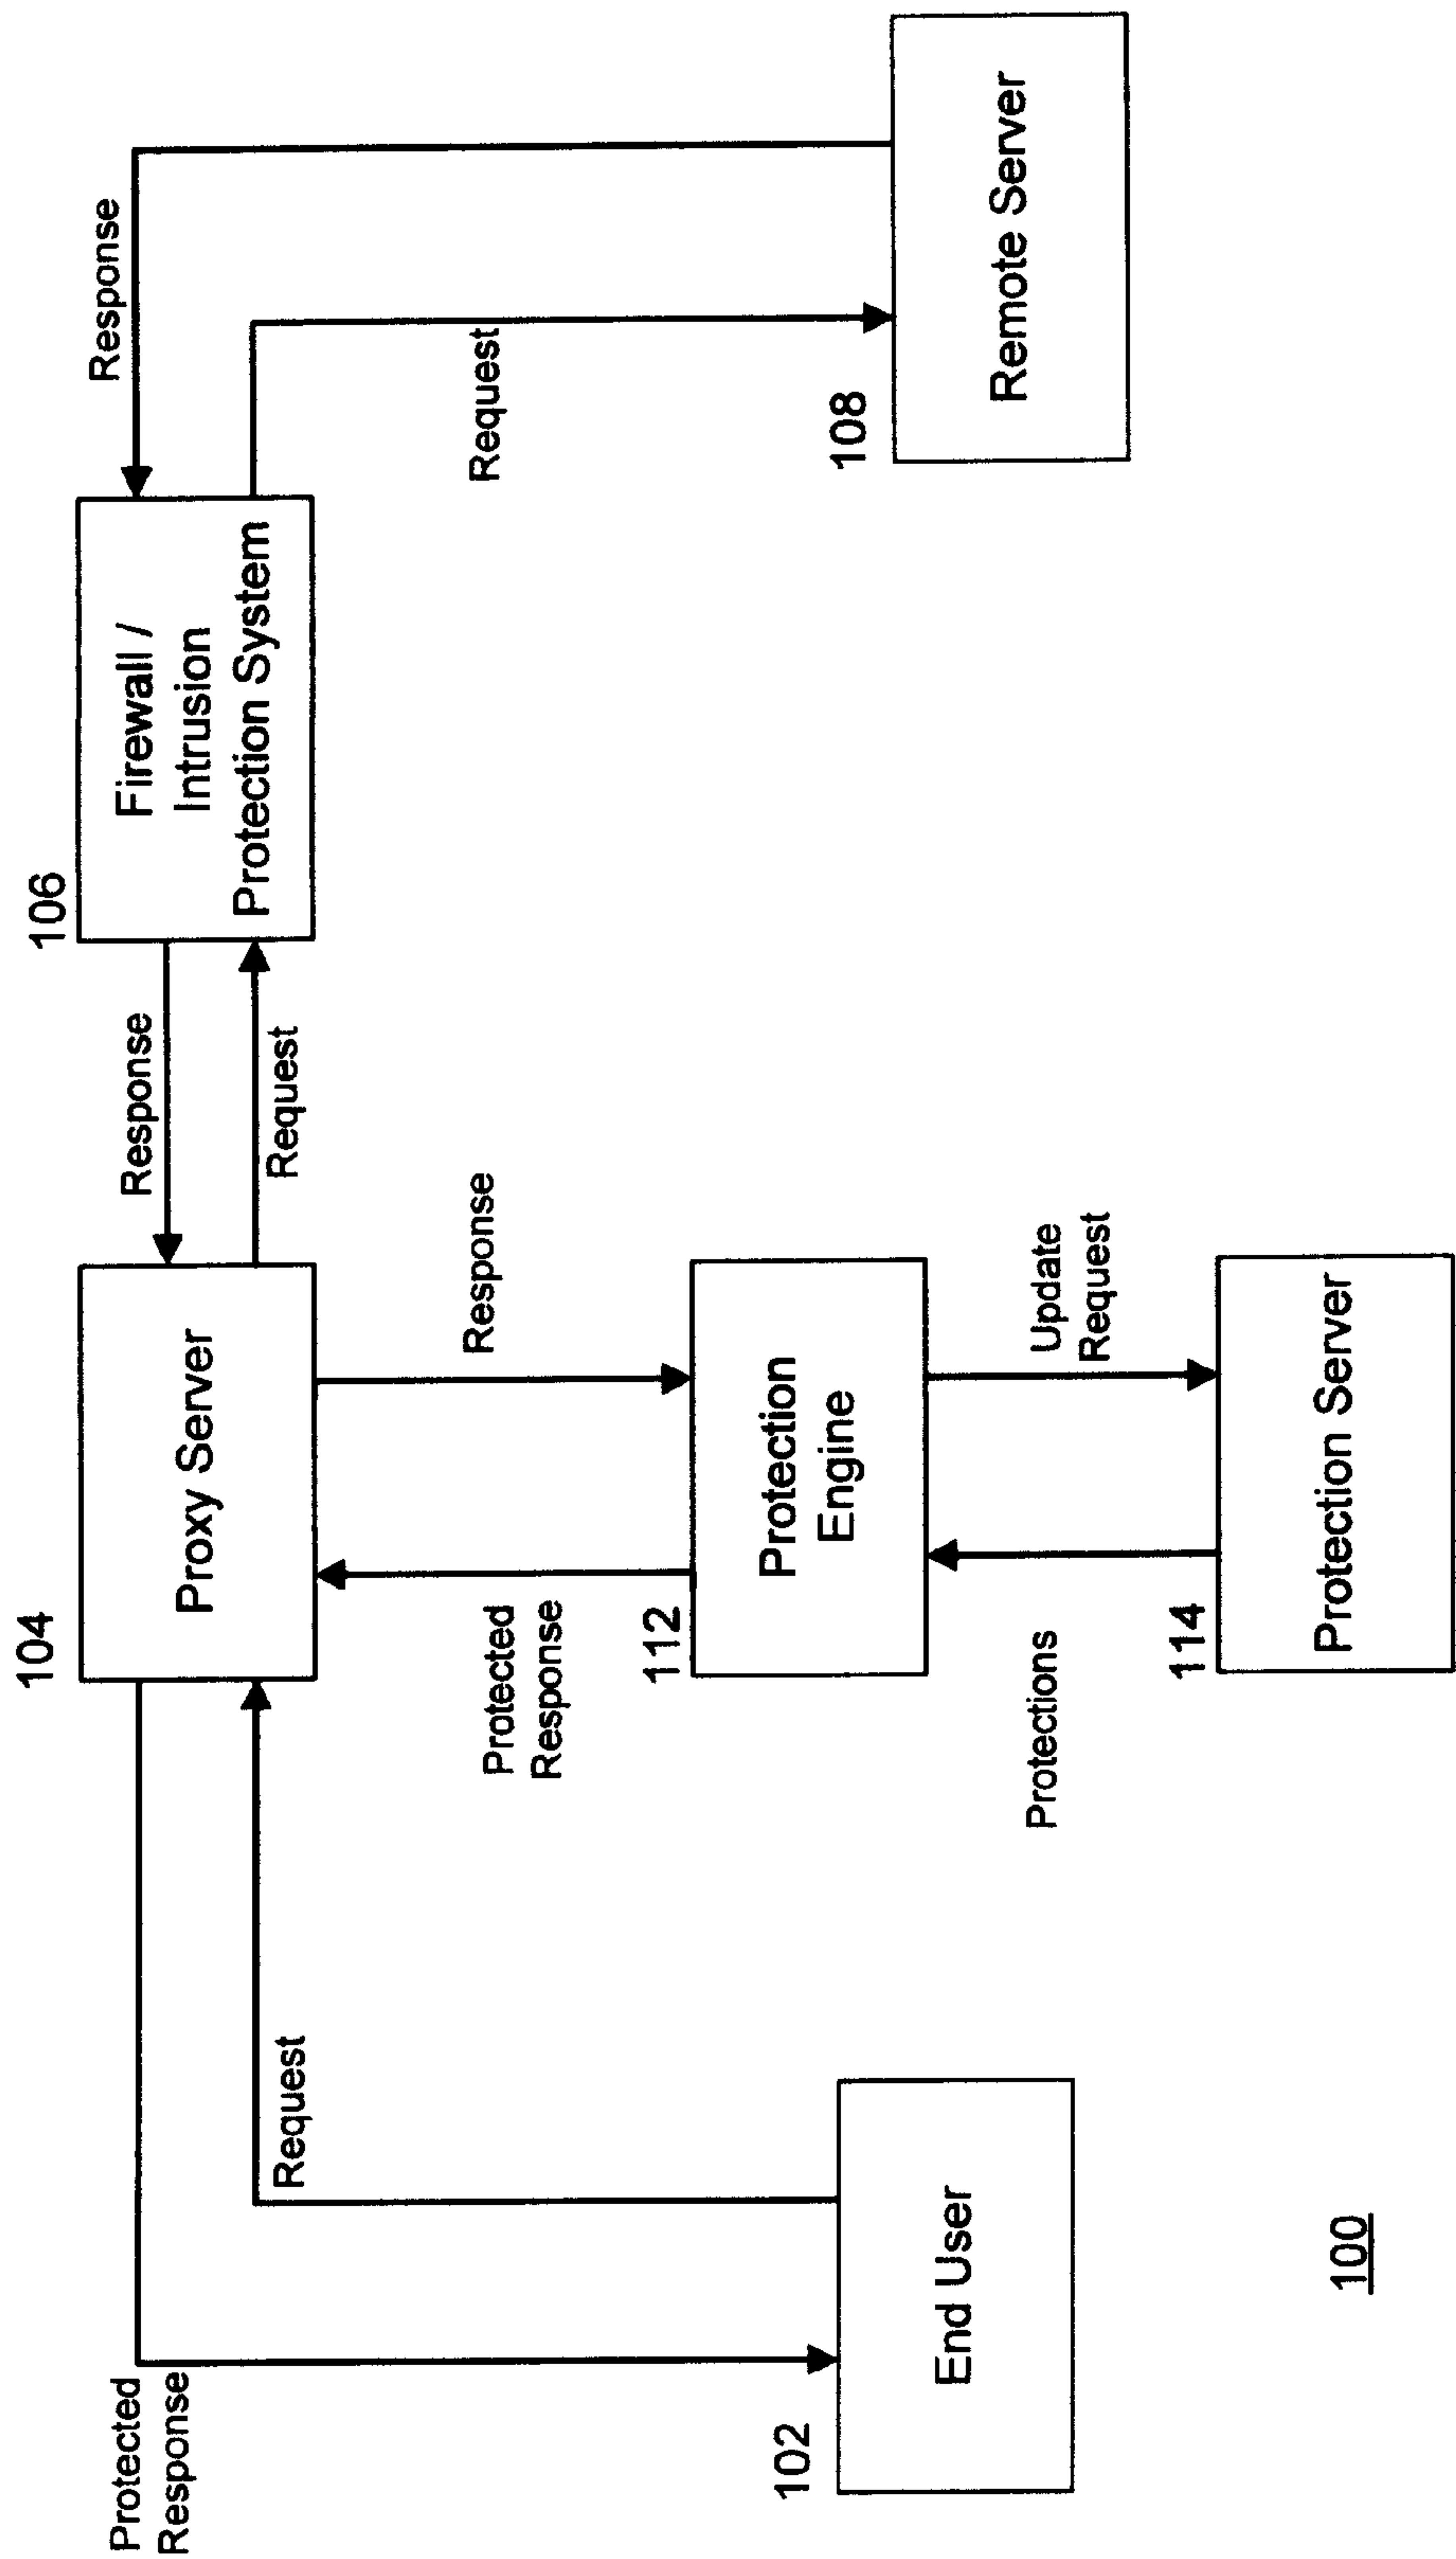 106
Firewall /
Intrusion
Protection System
Response
Request
108
Remote Server
104
Proxy Server
Response
Request
Response
Protected
Response
112
Protection
Engine
Update
Request
Protections
114
Protection Server
Protected
Response
Request
102
End User
100